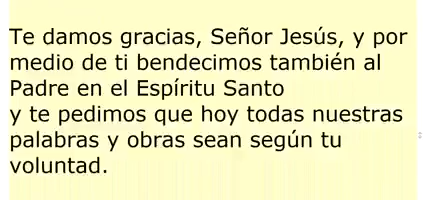 Te damos gracias, Señor Jesús, y por
medio de ti bendecimos también al
Padre en el Espíritu Santo
y te pedimos que hoy todas nuestras
palabras y obras sean según tu
voluntad.